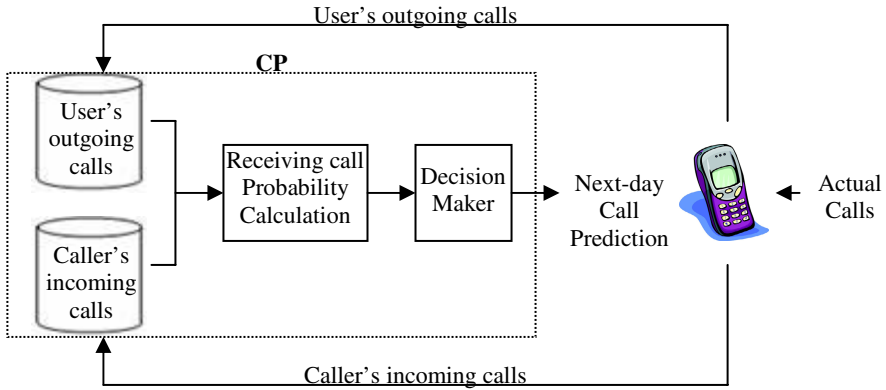 User's outgoing calls
CP
User's
outgoing
calls
Receiving call
Probability
Calculation
Decision
Maker
Next-day
Call
Prediction
Actual
Calls
Caller's
incoming
calls
Caller's incoming calls